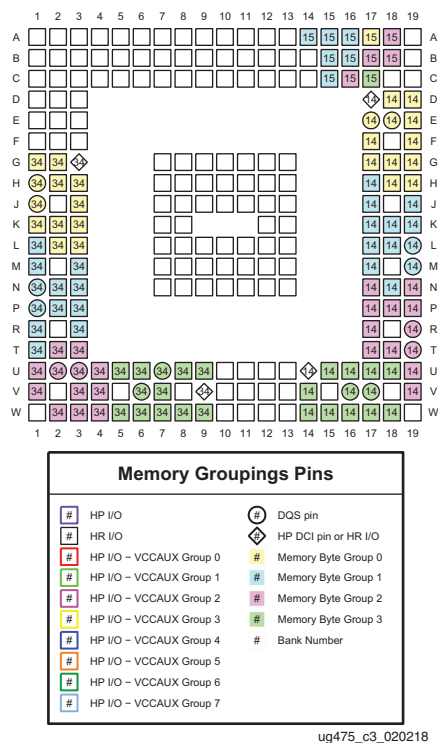 1 2 3 4 5 6 7 8 9 10 11 12 13 14 15 16 17 18 19
A 15 15 15 15 15 A
B 15 15 15 15 B
C 15 15 15 C
D 14 14 14 D
E 14 14 14 E
F 14 14 F
G 34 34 34 14 14 14 G
H 34 34 34 14 14 14 H
J 34 34 14 14 J
K 34 34 34 14 14 14 K
L 34 34 34 14 14 14 L
M 34 34 14 14 M
N 34 34 34 14 14 14 N
P 34 34 34 14 14 14 P
R 34 34 14 14 R
T 34 34 34 14 14 14 T
U 34 34 34 34 34 34 34 34 34 14 14 14 14 14 14 U
V 34 34 34 34 34 34 14 14 14 14 V
W 34 34 34 34 34 34 34 34 14 14 14 14 14 W
1 2 3 4 5 6 7 8 9 10 11 12 13 14 15 16 17 18 19
Memory Groupings Pins
# HP I/O
# HR I/O
# HP I/O − VCCAUX Group 0
# HP I/O − VCCAUX Group 1
# HP I/O − VCCAUX Group 2
# HP I/O − VCCAUX Group 3
# HP I/O − VCCAUX Group 4
# HP I/O − VCCAUX Group 5
# HP I/O − VCCAUX Group 6
# HP I/O − VCCAUX Group 7
# DQS pin
# HP DCI pin or HR I/O
# Memory Byte Group 0
# Memory Byte Group 1
# Memory Byte Group 2
# Memory Byte Group 3
# Bank Number
ug475_c3_020218